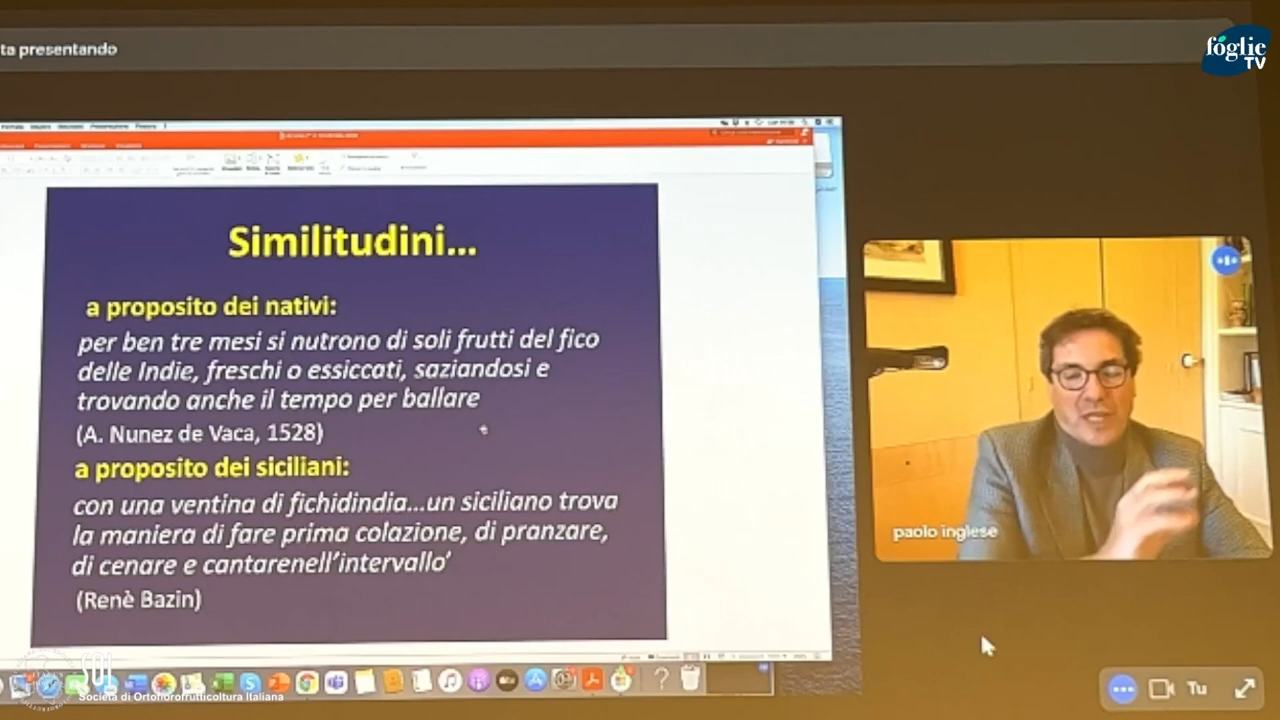 ta presentando
fóglie
TV
Similitudini...
a proposito dei nativi:
per ben tre mesi si nutrono di soli frutti del fico
delle Indie, freschi o essiccati, saziandosi e
trovando anche il tempo per ballare
(A. Nunez de Vaca, 1528)
a proposito dei siciliani:
con una ventina di fichidindia...un siciliano trova
la maniera di fare prima colazione, di pranzare,
di cenare e cantarenell'intervallo'
(Renè Bazin)
paolo inglese
SOI
Società di Ortoflorofrutticoltura Italiana
Tu